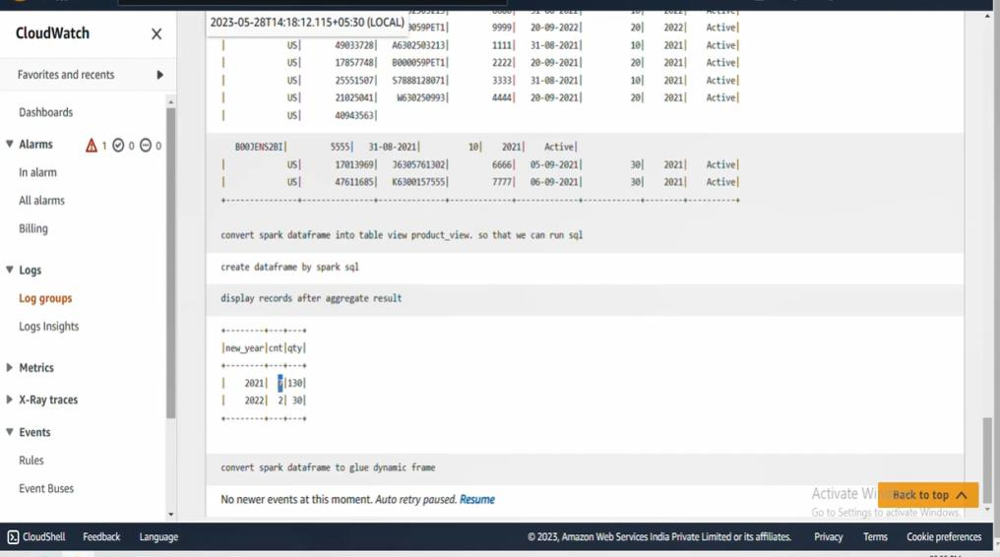 2023-05-28T14:18:12.115+05:30 (LOCAL)
CloudWatch
Favorites and recents
Dashboards
Alarms 1 0 0
In alarm
All alarms
Billing
Logs
Log groups
Logs Insights
Metrics
X-Ray traces
Events
Rules
Event Buses
059PET1| 9999| 20-09-2022| 20| 2022| Active|
| US| 49033728| A6302503213| 1111| 31-08-2021| 10| 2021| Active|
| US| 17857748| B000059PET1| 2222| 20-09-2021| 20| 2021| Active|
| US| 25551507| S7888128071| 3333| 31-08-2021| 10| 2021| Active|
| US| 21025041| W630250993| 4444| 20-09-2021| 20| 2021| Active|
| US| 40943563|
B00JENS2BI| 5555| 31-08-2021| 10| 2021| Active|
| US| 17013969| J6305761302| 6666| 05-09-2021| 30| 2021| Active|
| US| 47611685| K6300157555| 7777| 06-09-2021| 30| 2021| Active|
convert spark dataframe into table view product_view. so that we can run sql
create dataframe by spark sql
display records after aggregate result
|new_year|cnt|qty|
| 2021| 7|130|
| 2022| 2| 30|
convert spark dataframe to glue dynamic frame
No newer events at this moment. Auto retry paused. Resume
Back to top
Activate
Go to Settings to activate Windows.
CloudShell Feedback Language © 2023, Amazon Web Services India Private Limited or its affiliates. Privacy Terms Cookie preferences